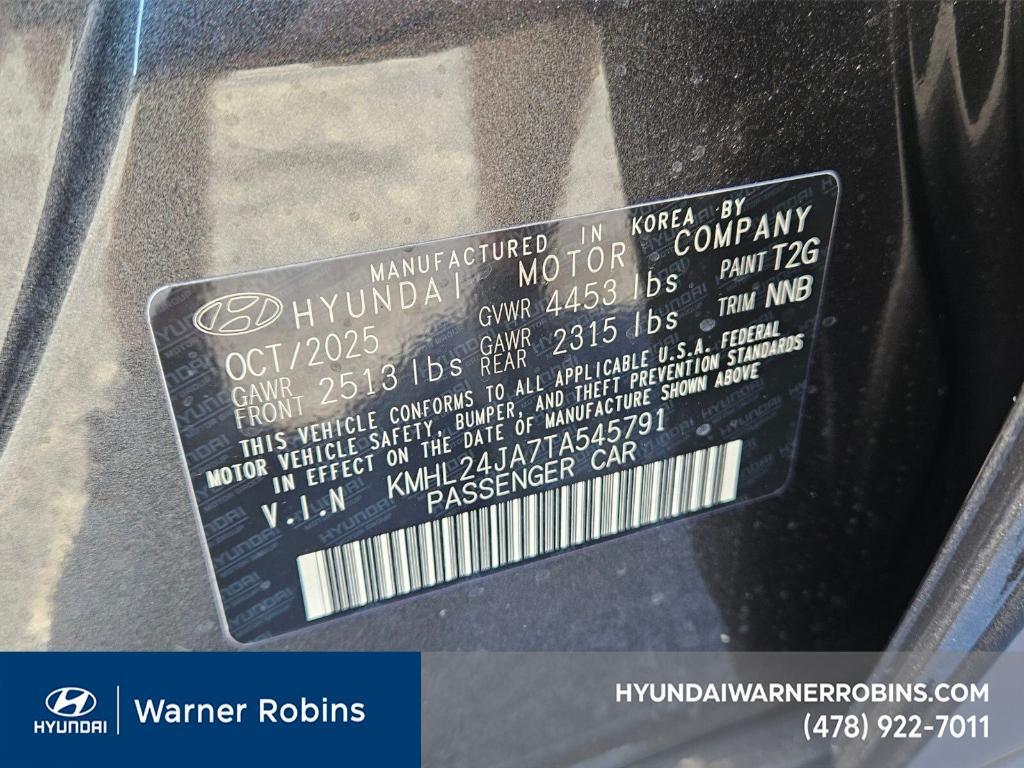 MANUFACTURED IN KOREA BY
HYUNDAI MOTOR COMPANY
OCT/2025 GVWR 4453 lbs PAINT T2G
GAWR FRONT 2513 lbs GAWR REAR 2315 lbs TRIM NNB
THIS VEHICLE CONFORMS TO ALL APPLICABLE U.S.A. FEDERAL
MOTOR VEHICLE SAFETY, BUMPER, AND THEFT PREVENTION STANDARDS
IN EFFECT ON THE DATE OF MANUFACTURE SHOWN ABOVE
V.I.N KMHL24JA7TA545791
PASSENGER CAR
HYUNDAI
Warner Robins
HYUNDAIWARNERROBINS.COM
(478) 922-7011